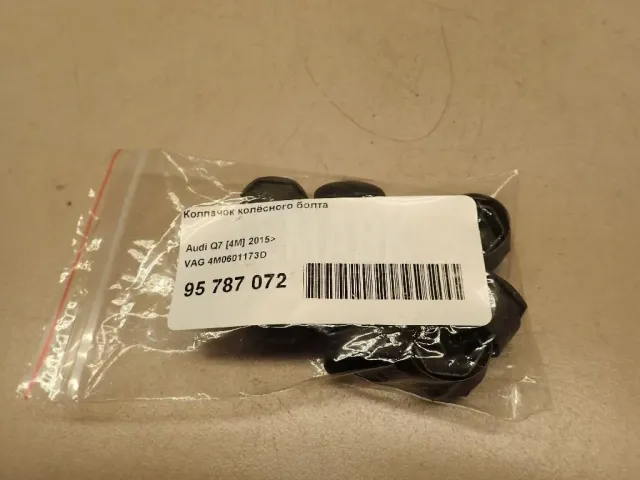 Колпачок колёсного болта
Audi Q7 [4M] 2015>
VAG 4M0601173D
95 787 072